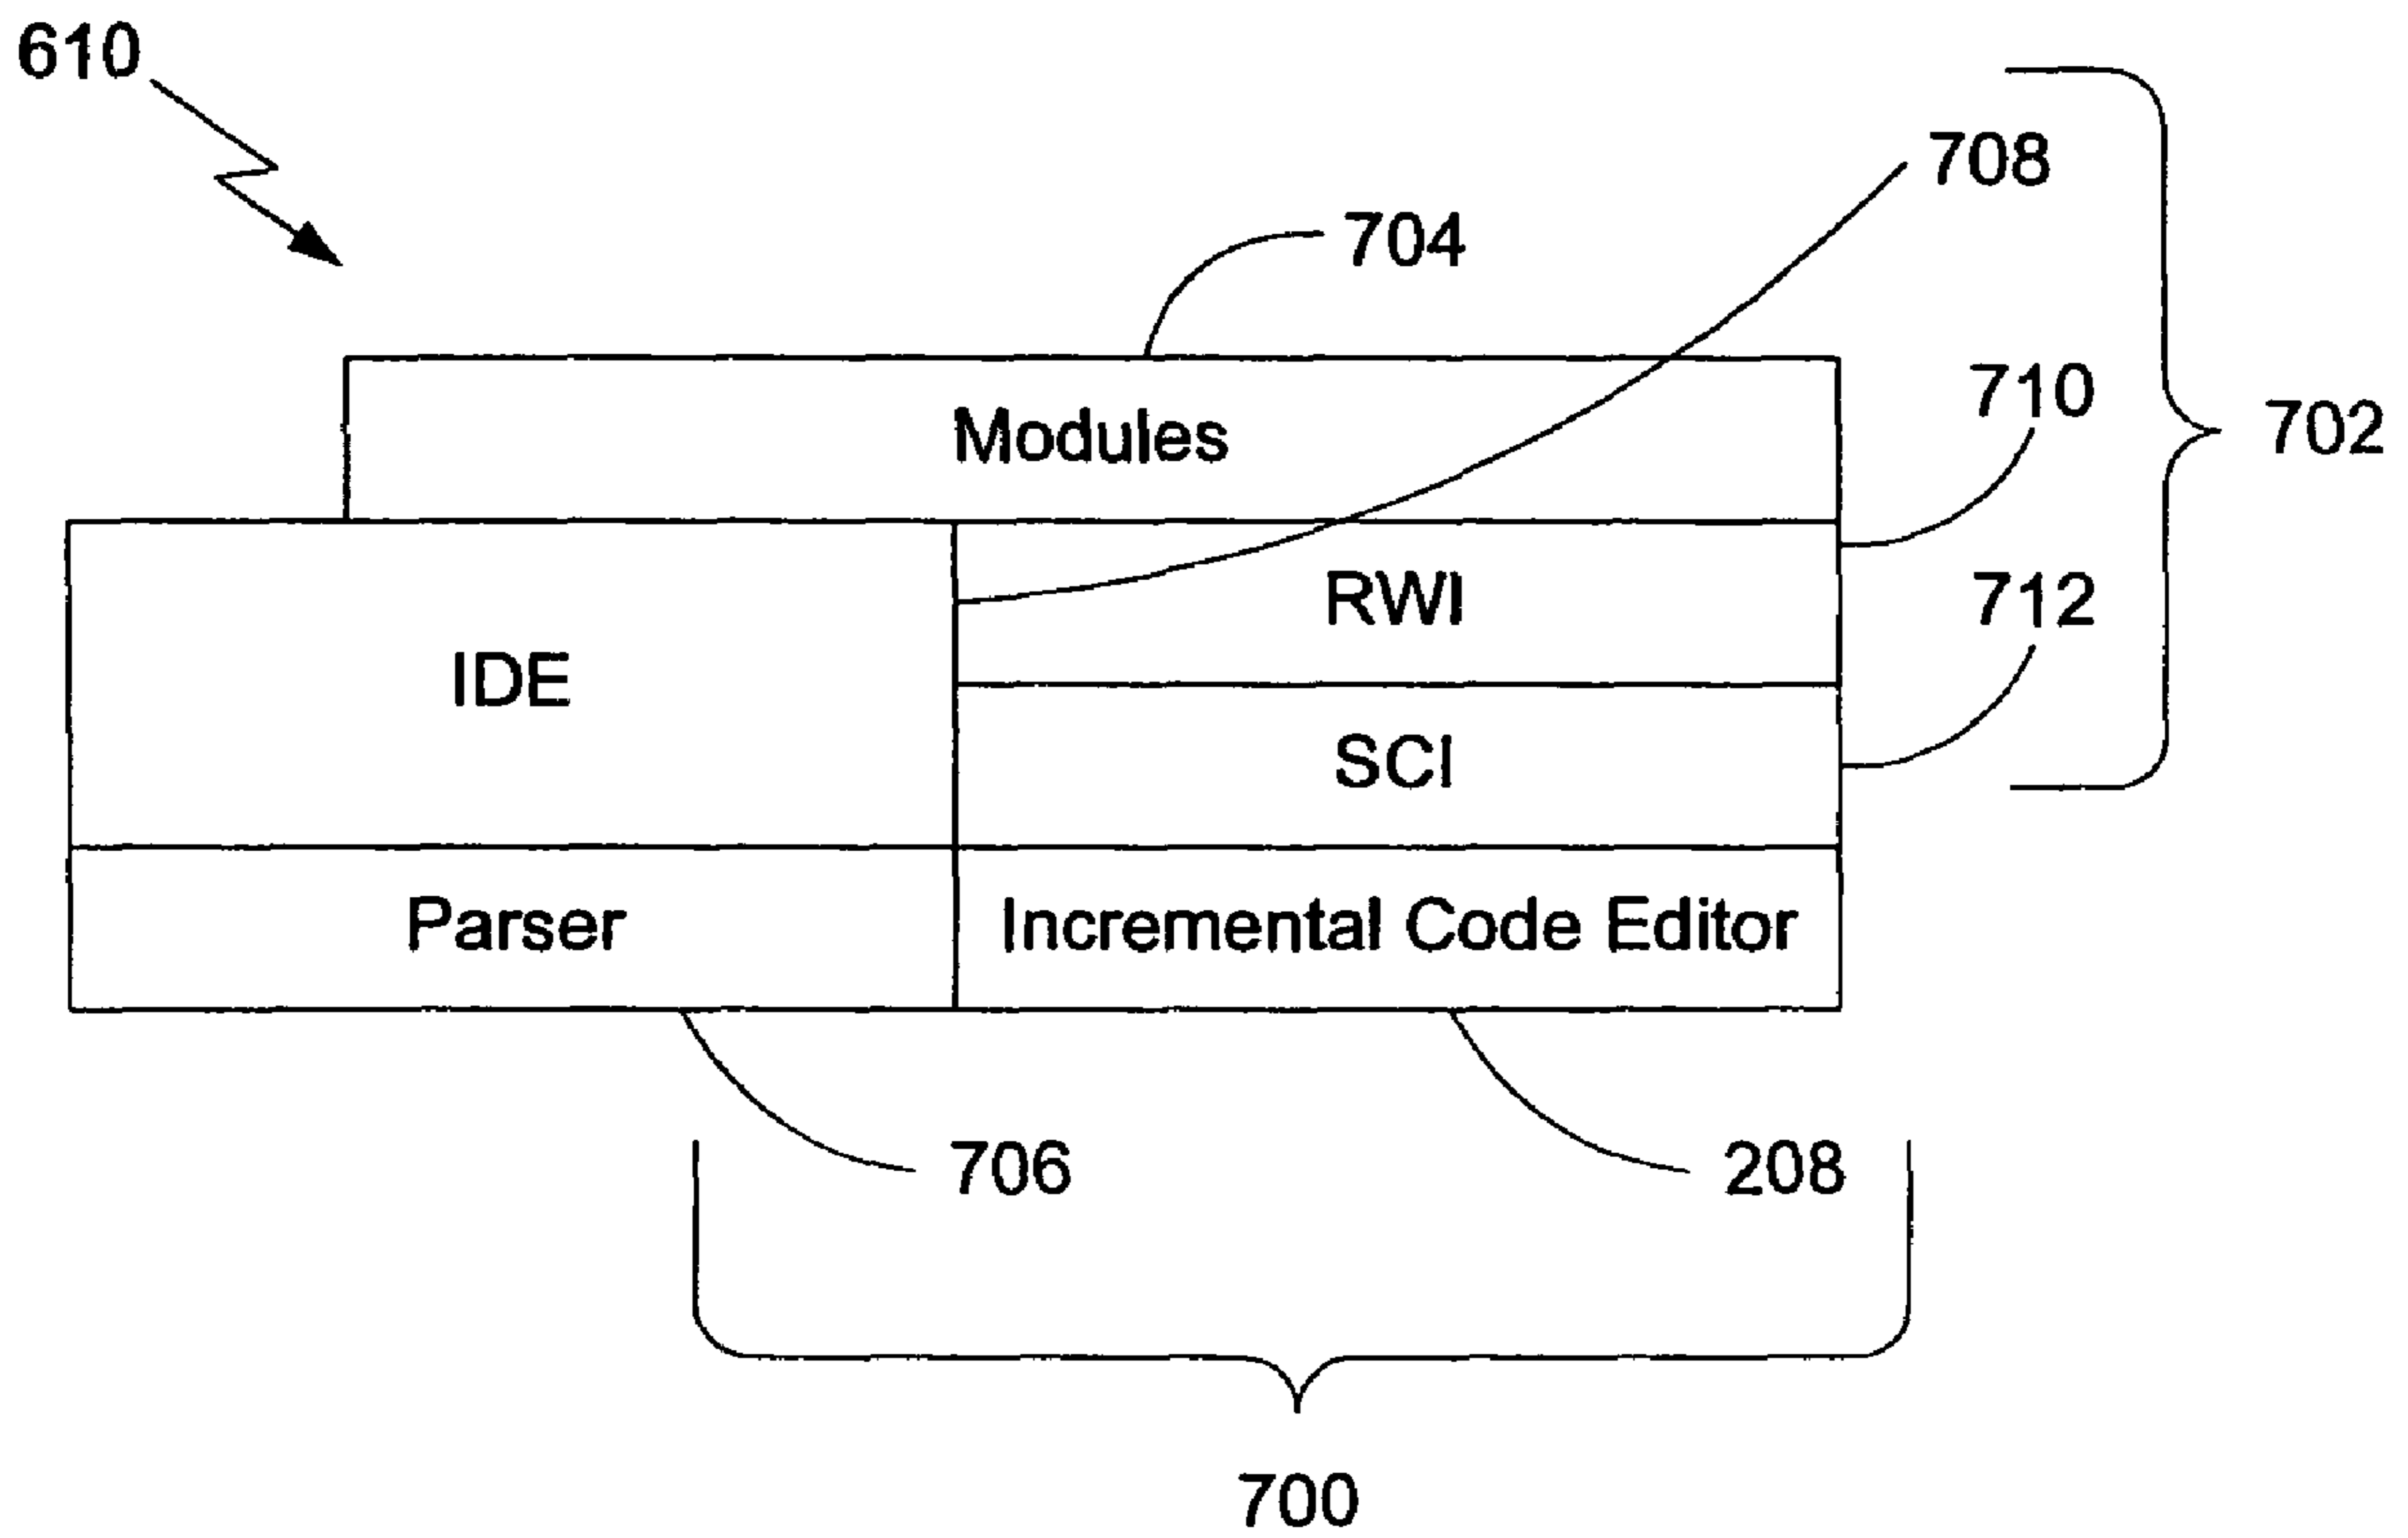 610
708
704
710
702
Modules
RWI
712
IDE
SCI
Parser
Incremental Code Editor
706
208
700